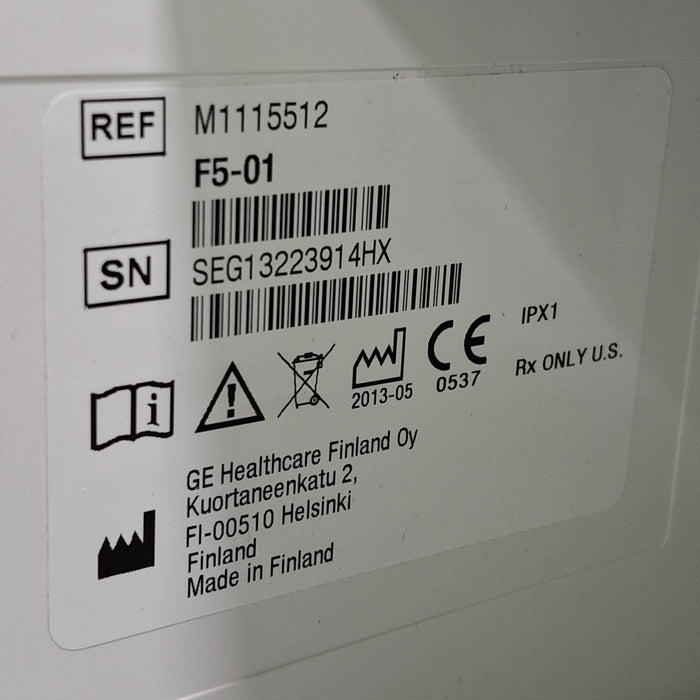 REF M1115512
F5-01
SN SEG13223914HX
IPX1
i ! 2013-05 CE 0537 Rx ONLY U.S.
GE Healthcare Finland Oy
Kuortaneenkatu 2,
FI-00510 Helsinki
Finland
Made in Finland